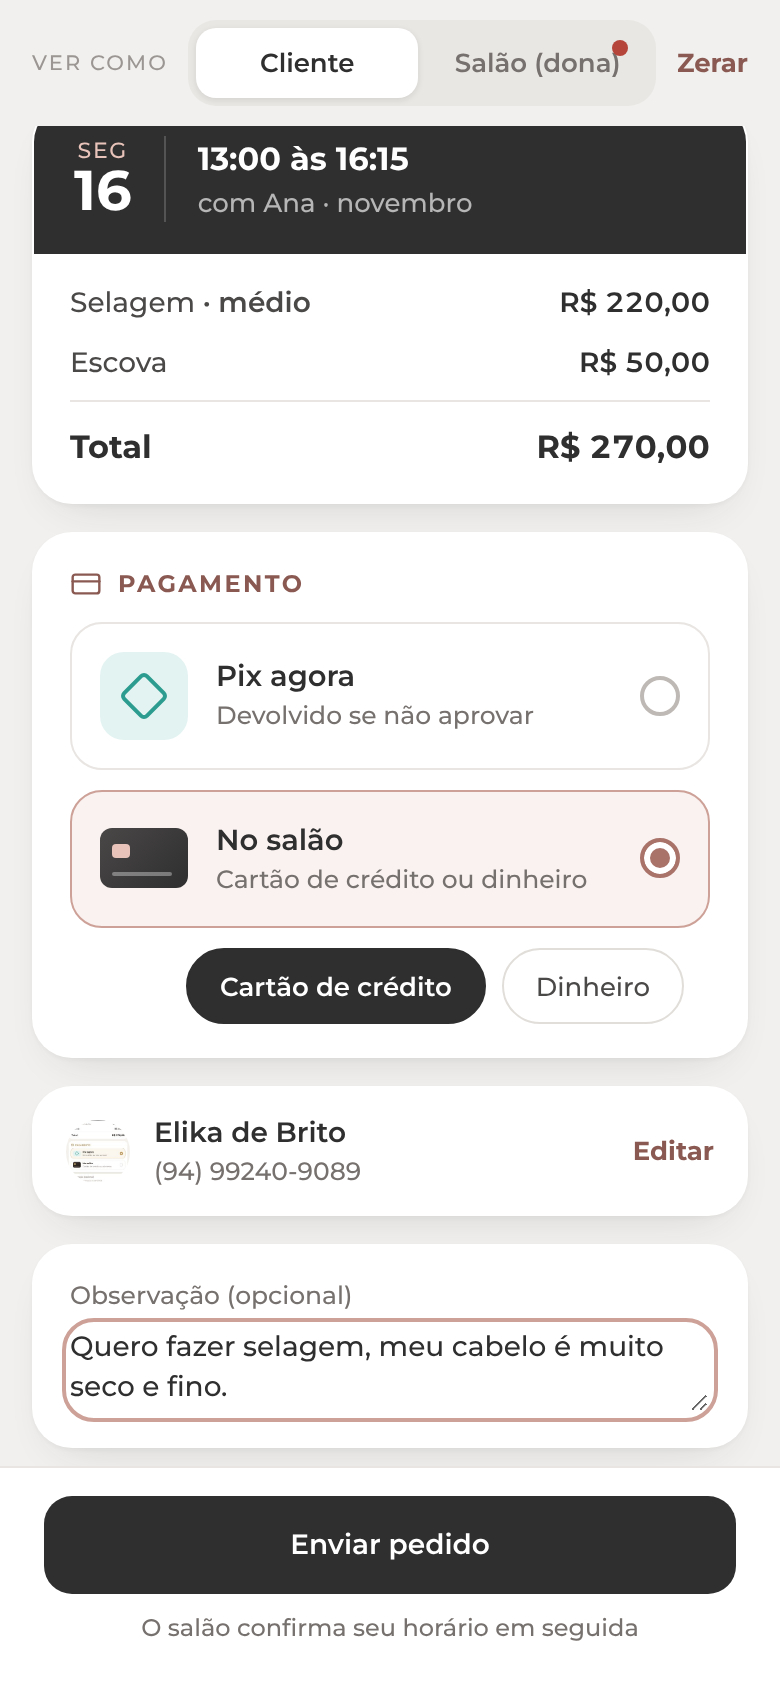 VER COMO
Cliente
Salão (dona)
Zerar
SEG
16
13:00 às 16:15
com Ana · novembro
Selagem · médio
R$ 220,00
Escova
R$ 50,00
Total
R$ 270,00
PAGAMENTO
Pix agora
Devolvido se não aprovar
No salão
Cartão de crédito ou dinheiro
Cartão de crédito
Dinheiro
Elika de Brito
(94) 99240-9089
Editar
Observação (opcional)
Quero fazer selagem, meu cabelo é muito
seco e fino.
Enviar pedido
O salão confirma seu horário em seguida